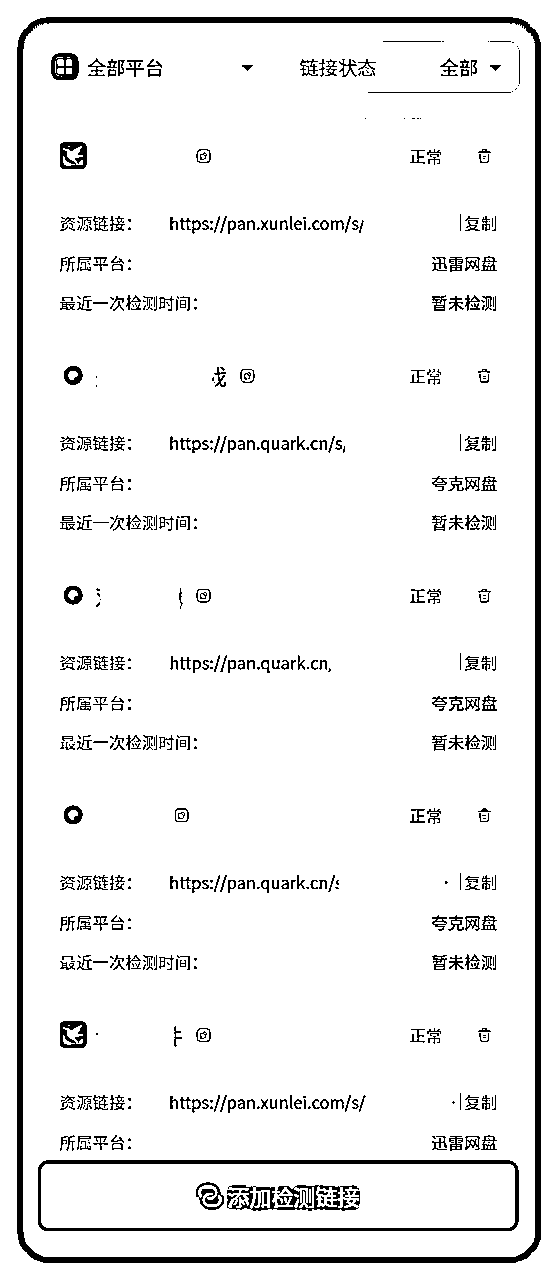 全部平台 链接状态 全部
正常
资源链接： https://pan.xunlei.com/s/ 复制
所属平台： 迅雷网盘
最近一次检测时间： 暂未检测
正常
资源链接： https://pan.quark.cn/s, 复制
所属平台： 夸克网盘
最近一次检测时间： 暂未检测
正常
资源链接： https://pan.quark.cn, 复制
所属平台： 夸克网盘
最近一次检测时间： 暂未检测
正常
资源链接： https://pan.quark.cn/s 复制
所属平台： 夸克网盘
最近一次检测时间： 暂未检测
正常
资源链接： https://pan.xunlei.com/s/ 复制
所属平台： 迅雷网盘
添加检测链接